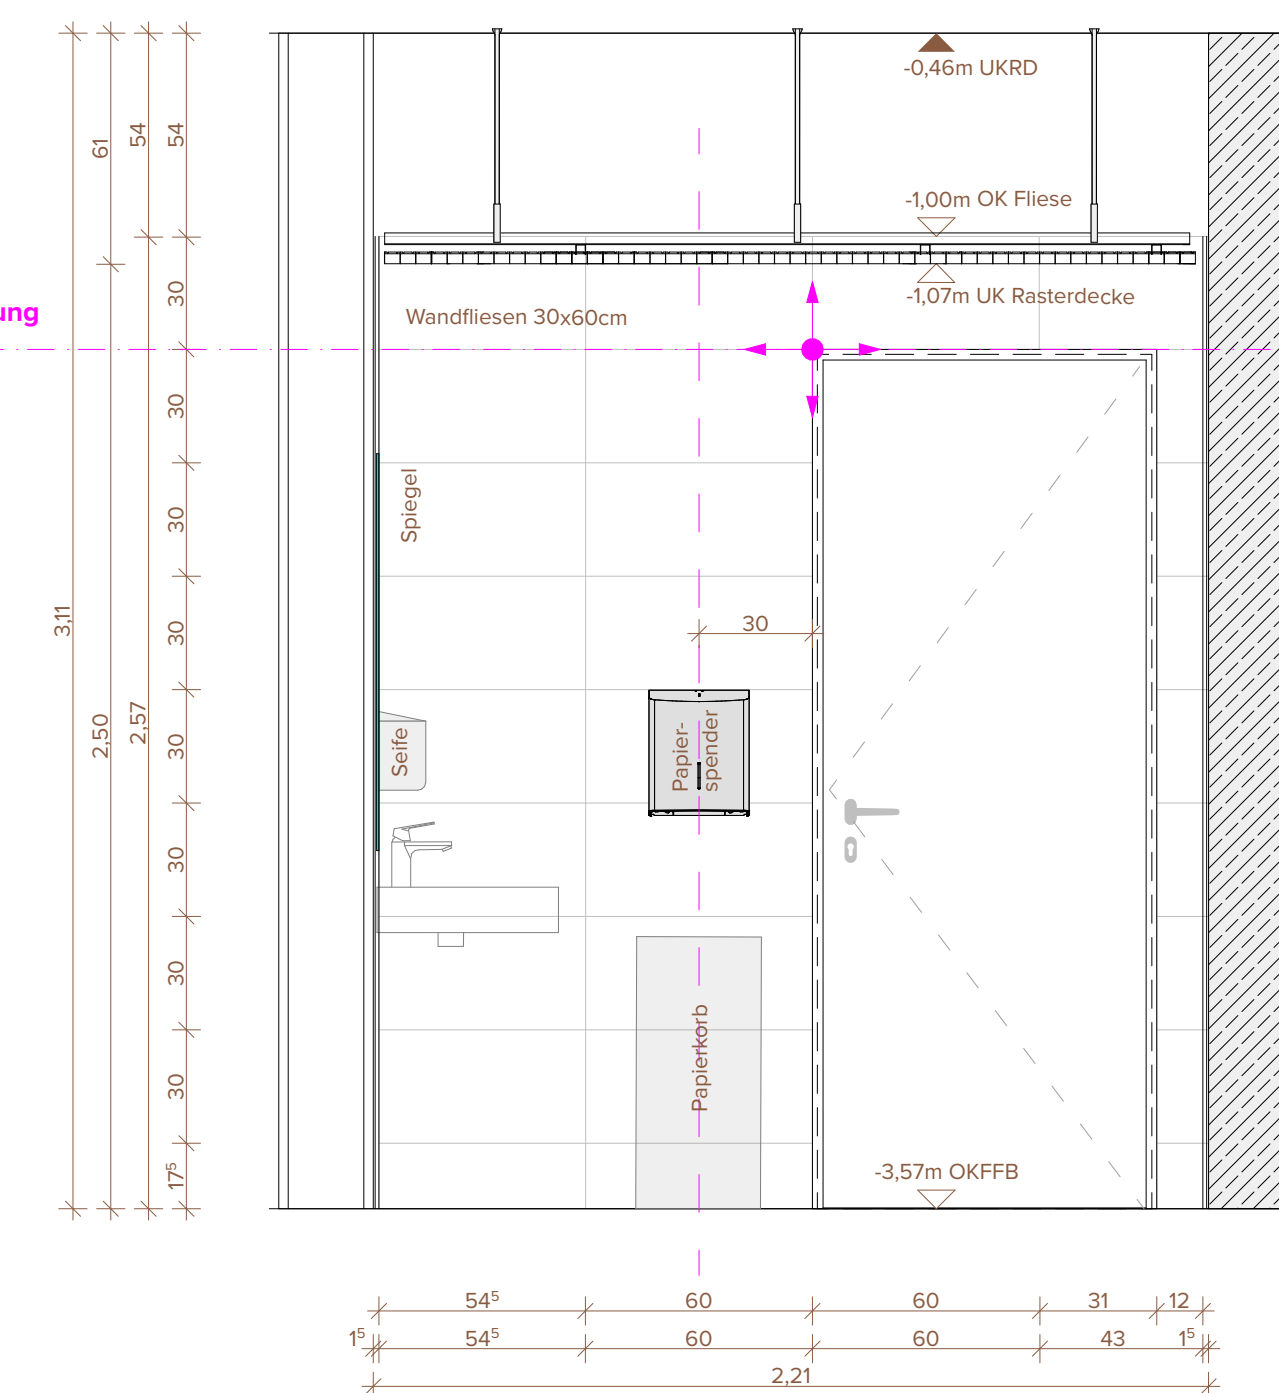 -0,46m UKRD
-1,00m OK Fliese
-1,07m UK Rasterdecke
ung
Wandfliesen 30x60cm
Spiegel
30
Seife
Papier-
spender
Papierkorb
-3,57m OKFFB
3,11
61
2,50
54
2,57
54
30
30
30
30
30
30
30
30
17⁵
54⁵ 60 60 31 12
1⁵ 54⁵ 60 60 43 1⁵
2,21